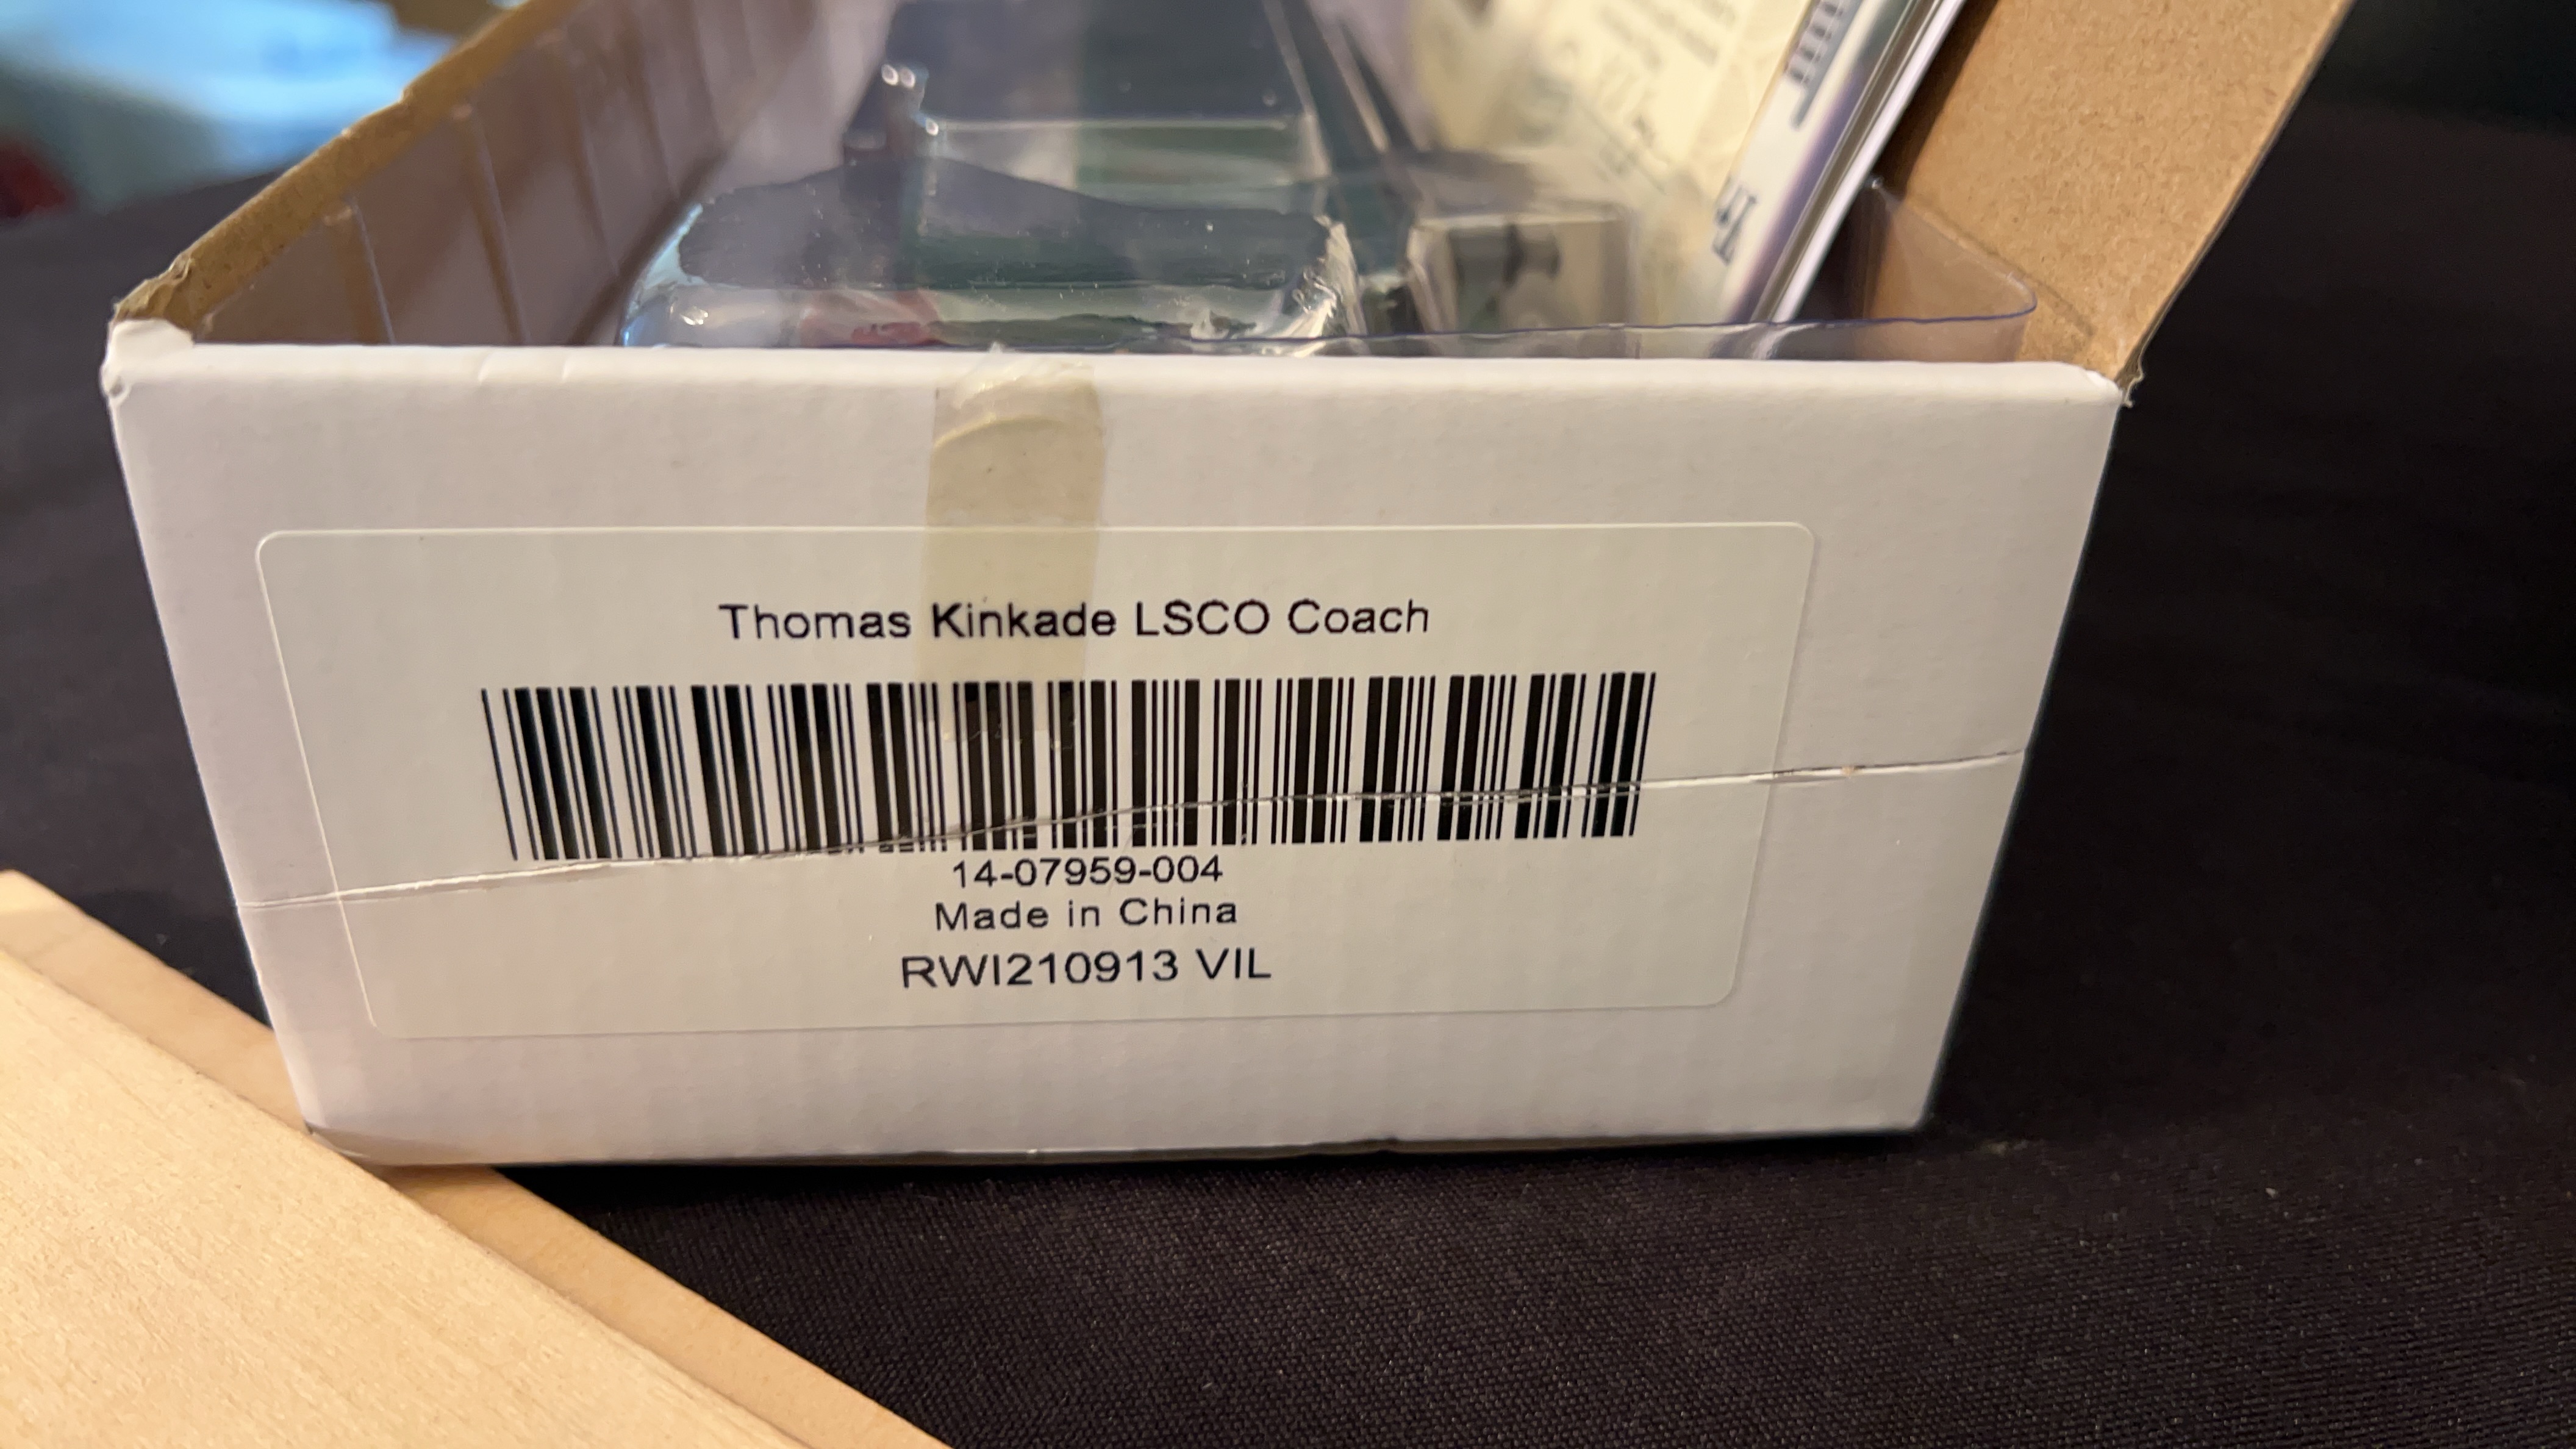 Thomas Kinkade LSCO Coach
14-07959-004
Made in China
RWI210913 VIL